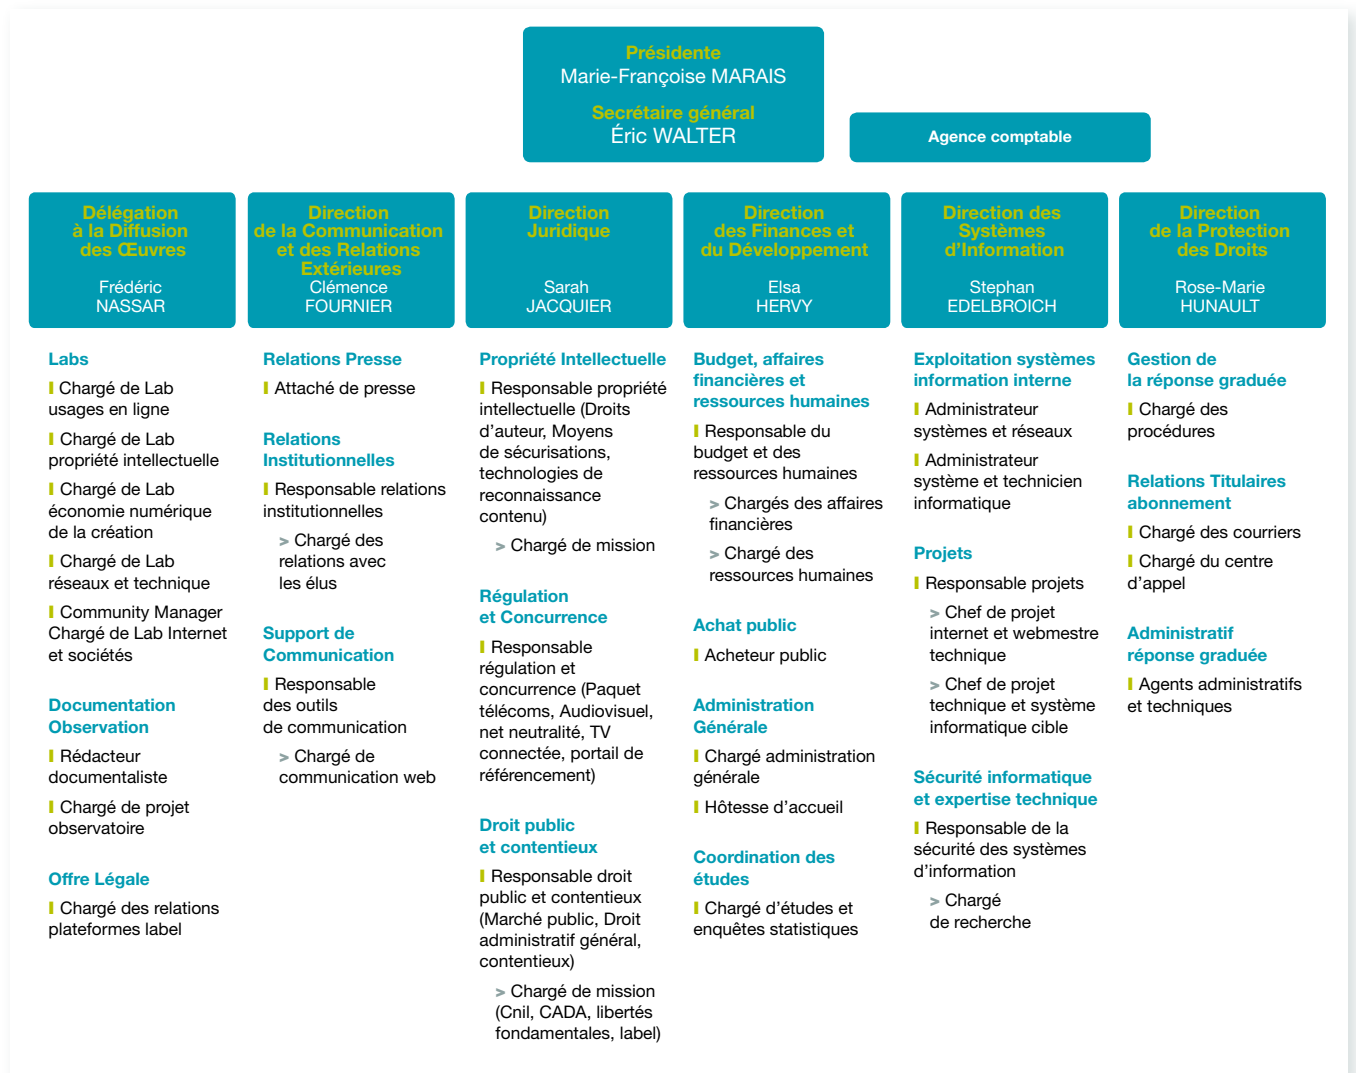 Présidente
Marie-Françoise MARAIS
Secrétaire général
Éric WALTER
Agence comptable
Délégation
à la Diffusion
des Œuvres
Frédéric
NASSAR
Direction
de la Communication
et des Relations
Extérieures
Clémence
FOURNIER
Direction
Juridique
Sarah
JACQUIER
Direction
des Finances et
du Développement
Elsa
HERVY
Direction des
Systèmes
d’Information
Stephan
EDELBROICH
Direction
de la Protection
des Droits
Rose-Marie
HUNAULT
Labs
Chargé de Lab
usages en ligne
Chargé de Lab
propriété intellectuelle
Chargé de Lab
économie numérique
de la création
Chargé de Lab
réseaux et technique
Community Manager
Chargé de Lab Internet
et sociétés
Documentation
Observation
Rédacteur
documentaliste
Chargé de projet
observatoire
Offre Légale
Chargé des relations
plateformes label
Relations Presse
Attaché de presse
Relations
Institutionnelles
Responsable relations
institutionnelles
> Chargé des
relations avec
les élus
Support de
Communication
Responsable
des outils
de communication
> Chargé de
communication web
Propriété Intellectuelle
Responsable propriété
intellectuelle (Droits
d’auteur, Moyens
de sécurisations,
technologies de
reconnaissance
contenu)
> Chargé de mission
Régulation
et Concurrence
Responsable
régulation et
concurrence (Paquet
télécoms, Audiovisuel,
net neutralité, TV
connectée, portail de
référencement)
Droit public
et contentieux
Responsable droit
public et contentieux
(Marché public, Droit
administratif général,
contentieux)
> Chargé de mission
(Cnil, CADA, libertés
fondamentales, label)
Budget, affaires
financières et
ressources humaines
Responsable du
budget et des
ressources humaines
> Chargés des affaires
financières
> Chargé des
ressources humaines
Achat public
Acheteur public
Administration
Générale
Chargé administration
générale
Hôtesse d’accueil
Coordination des
études
Chargé d’études et
enquêtes statistiques
Exploitation systèmes
information interne
Administrateur
systèmes et réseaux
Administrateur
système et technicien
informatique
Projets
Responsable projets
> Chef de projet
internet et webmestre
technique
> Chef de projet
technique et système
informatique cible
Sécurité informatique
et expertise technique
Responsable de la
sécurité des systèmes
d’information
> Chargé
de recherche
Gestion de
la réponse graduée
Chargé des
procédures
Relations Titulaires
abonnement
Chargé des courriers
Chargé du centre
d’appel
Administratif
réponse graduée
Agents administratifs
et techniques